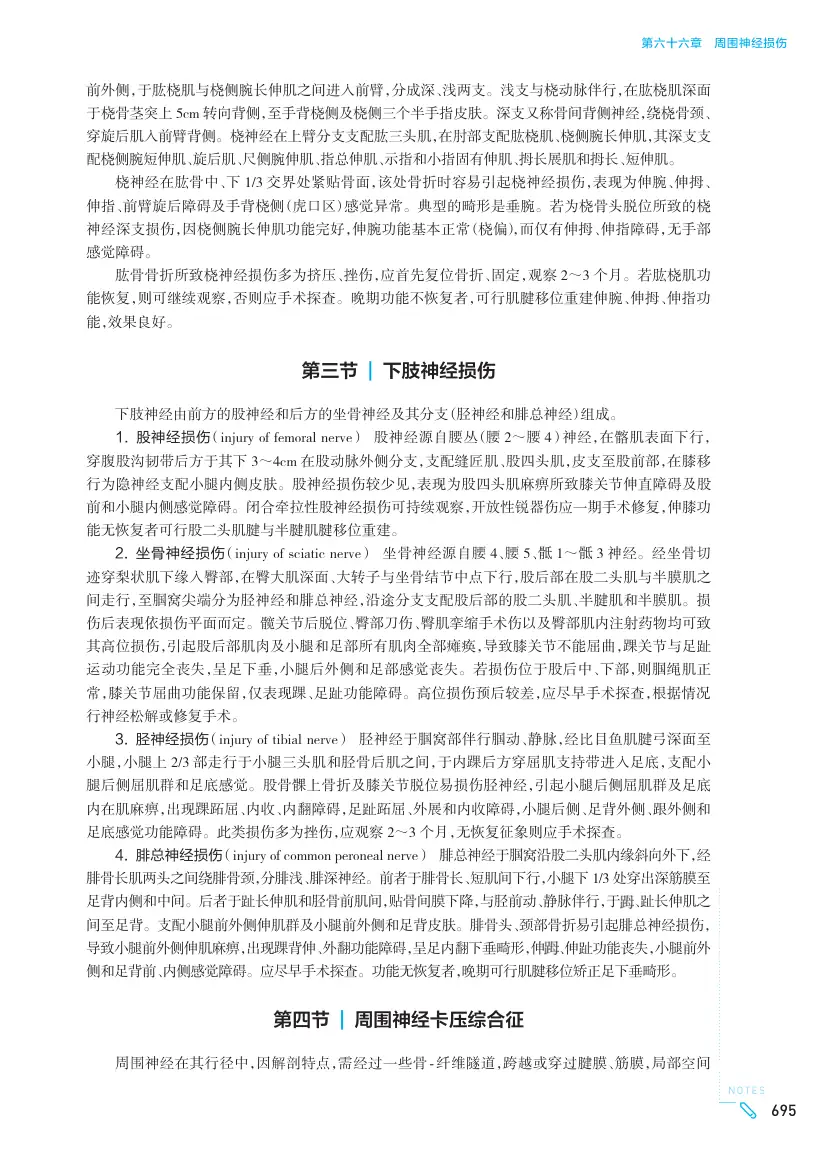 第六十六章 周围神经损伤
前外侧,于肱桡肌与桡侧腕长伸肌之间进入前臂,分成深、浅两支。浅支与桡动脉伴行,在肱桡肌深面
于桡骨茎突上 5cm 转向背侧,至手背桡侧及桡侧三个半手指皮肤。深支又称骨间背侧神经,绕桡骨颈、
穿旋后肌入前臂背侧。桡神经在上臂分支支配肱三头肌,在肘部支配肱桡肌、桡侧腕长伸肌,其深支支
配桡侧腕短伸肌、旋后肌、尺侧腕伸肌、指总伸肌、示指和小指固有伸肌、拇长展肌和拇长、短伸肌。
桡神经在肱骨中、下 1/3 交界处紧贴骨面,该处骨折时容易引起桡神经损伤,表现为伸腕、伸拇、
伸指、前臂旋后障碍及手背桡侧(虎口区)感觉异常。典型的畸形是垂腕。若为桡骨头脱位所致的桡
神经深支损伤,因桡侧腕长伸肌功能完好,伸腕功能基本正常(桡偏),而仅有伸拇、伸指障碍,无手部
感觉障碍。
肱骨骨折所致桡神经损伤多为挤压、挫伤,应首先复位骨折、固定,观察 2～3 个月。若肱桡肌功
能恢复,则可继续观察,否则应手术探查。晚期功能不恢复者,可行肌腱移位重建伸腕、伸拇、伸指功
能,效果良好。
第三节 | 下肢神经损伤
下肢神经由前方的股神经和后方的坐骨神经及其分支(胫神经和腓总神经)组成。
1. 股神经损伤(injury of femoral nerve) 股神经源自腰丛(腰 2～腰 4)神经,在髂肌表面下行,
穿腹股沟韧带后方于其下 3～4cm 在股动脉外侧分支,支配缝匠肌、股四头肌,皮支至股前部,在膝移
行为隐神经支配小腿内侧皮肤。股神经损伤较少见,表现为股四头肌麻痹所致膝关节伸直障碍及股
前和小腿内侧感觉障碍。闭合牵拉性股神经损伤可持续观察,开放性锐器伤应一期手术修复,伸膝功
能无恢复者可行股二头肌腱与半腱肌腱移位重建。
2. 坐骨神经损伤(injury of sciatic nerve) 坐骨神经源自腰 4、腰 5、骶 1～骶 3 神经。经坐骨切
迹穿梨状肌下缘入臀部,在臀大肌深面、大转子与坐骨结节中点下行,股后部在股二头肌与半膜肌之
间走行,至腘窝尖端分为胫神经和腓总神经,沿途分支支配股后部的股二头肌、半腱肌和半膜肌。损
伤后表现依损伤平面而定。髋关节后脱位、臀部刀伤、臀肌挛缩手术伤以及臀部肌内注射药物均可致
其高位损伤,引起股后部肌肉及小腿和足部所有肌肉全部瘫痪,导致膝关节不能屈曲,踝关节与足趾
运动功能完全丧失,呈足下垂,小腿后外侧和足部感觉丧失。若损伤位于股后中、下部,则腘绳肌正
常,膝关节屈曲功能保留,仅表现踝、足趾功能障碍。高位损伤预后较差,应尽早手术探查,根据情况
行神经松解或修复手术。
3. 胫神经损伤(injury of tibial nerve) 胫神经于腘窝部伴行腘动、静脉,经比目鱼肌腱弓深面至
小腿,小腿上 2/3 部走行于小腿三头肌和胫骨后肌之间,于内踝后方穿屈肌支持带进入足底,支配小
腿后侧屈肌群和足底感觉。股骨髁上骨折及膝关节脱位易损伤胫神经,引起小腿后侧屈肌群及足底
内在肌麻痹,出现踝跖屈、内收、内翻障碍,足趾跖屈、外展和内收障碍,小腿后侧、足背外侧、跟外侧和
足底感觉功能障碍。此类损伤多为挫伤,应观察 2～3 个月,无恢复征象则应手术探查。
4. 腓总神经损伤(injury of common peroneal nerve) 腓总神经于腘窝沿股二头肌内缘斜向外下,经
腓骨长肌两头之间绕腓骨颈,分腓浅、腓深神经。前者于腓骨长、短肌间下行,小腿下 1/3 处穿出深筋膜至
足背内侧和中间。后者于趾长伸肌和胫骨前肌间,贴骨间膜下降,与胫前动、静脉伴行,于𧿹、趾长伸肌之
间至足背。支配小腿前外侧伸肌群及小腿前外侧和足背皮肤。腓骨头、颈部骨折易引起腓总神经损伤,
导致小腿前外侧伸肌麻痹,出现踝背伸、外翻功能障碍,呈足内翻下垂畸形,伸𧿹、伸趾功能丧失,小腿前外
侧和足背前、内侧感觉障碍。应尽早手术探查。功能无恢复者,晚期可行肌腱移位矫正足下垂畸形。
第四节 | 周围神经卡压综合征
周围神经在其行径中,因解剖特点,需经过一些骨-纤维隧道,跨越或穿过腱膜、筋膜,局部空间
NOTES
695